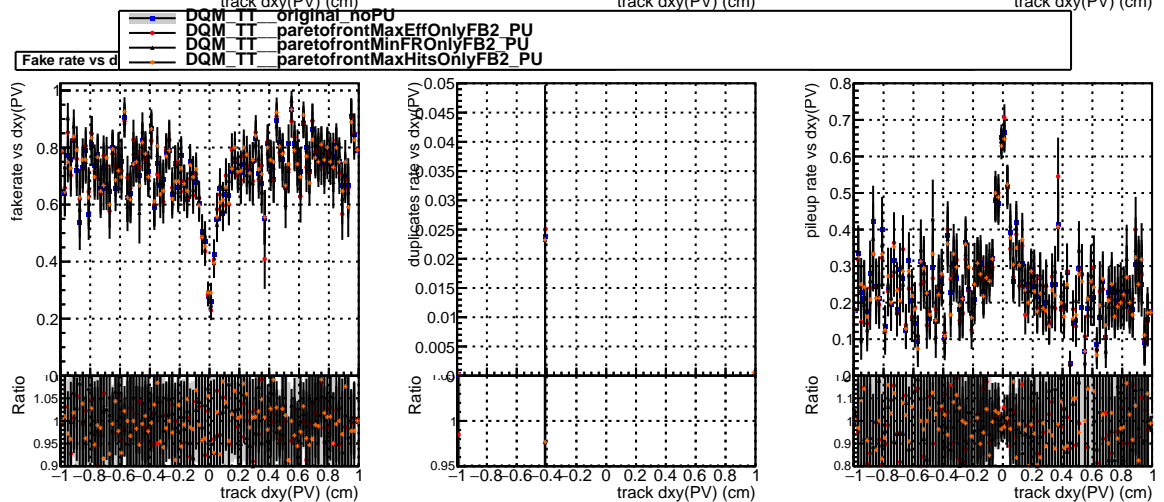 track dxy(PV) (cm) track dxy(PV) (cm) track dxy(PV) (cm)
DQM_TT__original_noPU
DQM_TT__paretofrontMaxEffOnlyFB2_PU
DQM_TT__paretofrontMinFROnlyFB2_PU
DQM_TT__paretofrontMaxHitsOnlyFB2_PU
Fake rate vs d
fakerate vs dxy(PV)
1
0.8
0.6
0.4
0.2
Ratio
1.05
1
0.95
0.9
−1 −0.8 −0.6 −0.4 −0.2 0 0.2 0.4 0.6 0.8 1
track dxy(PV) (cm)
duplicates rate vs dxy(PV)
0.05
0.045
0.04
0.035
0.03
0.025
0.02
0.015
0.01
0.005
Ratio
1
0.95
−1 −0.8 −0.6 −0.4 −0.2 0 0.2 0.4 0.6 0.8 1
track dxy(PV) (cm)
pileup rate vs dxy(PV)
0.8
0.7
0.6
0.5
0.4
0.3
0.2
0.1
Ratio
1.1
1
0.9
0.8
−1 −0.8 −0.6 −0.4 −0.2 0 0.2 0.4 0.6 0.8 1
track dxy(PV) (cm)